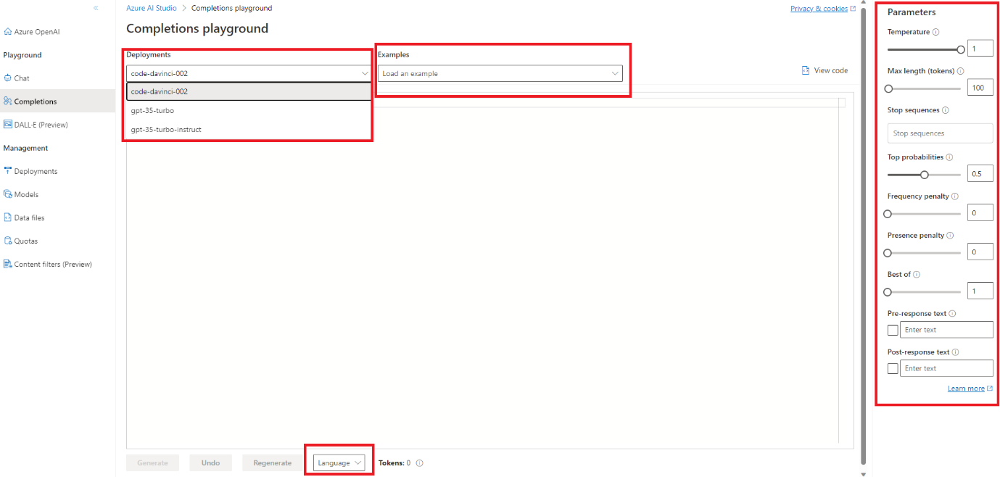 Azure OpenAI
Playground
Chat
Completions
DALL·E (Preview)
Management
Deployments
Models
Data files
Quotas
Content filters (Preview)
Azure AI Studio > Completions playground
Privacy & cookies
Completions playground
Deployments
code-davinci-002
code-davinci-002
gpt-35-turbo
gpt-35-turbo-instruct
Examples
Load an example
View code
Generate
Undo
Regenerate
Language
Tokens: 0
Parameters
Temperature
1
Max length (tokens)
100
Stop sequences
Stop sequences
Top probabilities
0.5
Frequency penalty
0
Presence penalty
0
Best of
1
Pre-response text
Enter text
Post-response text
Enter text
Learn more